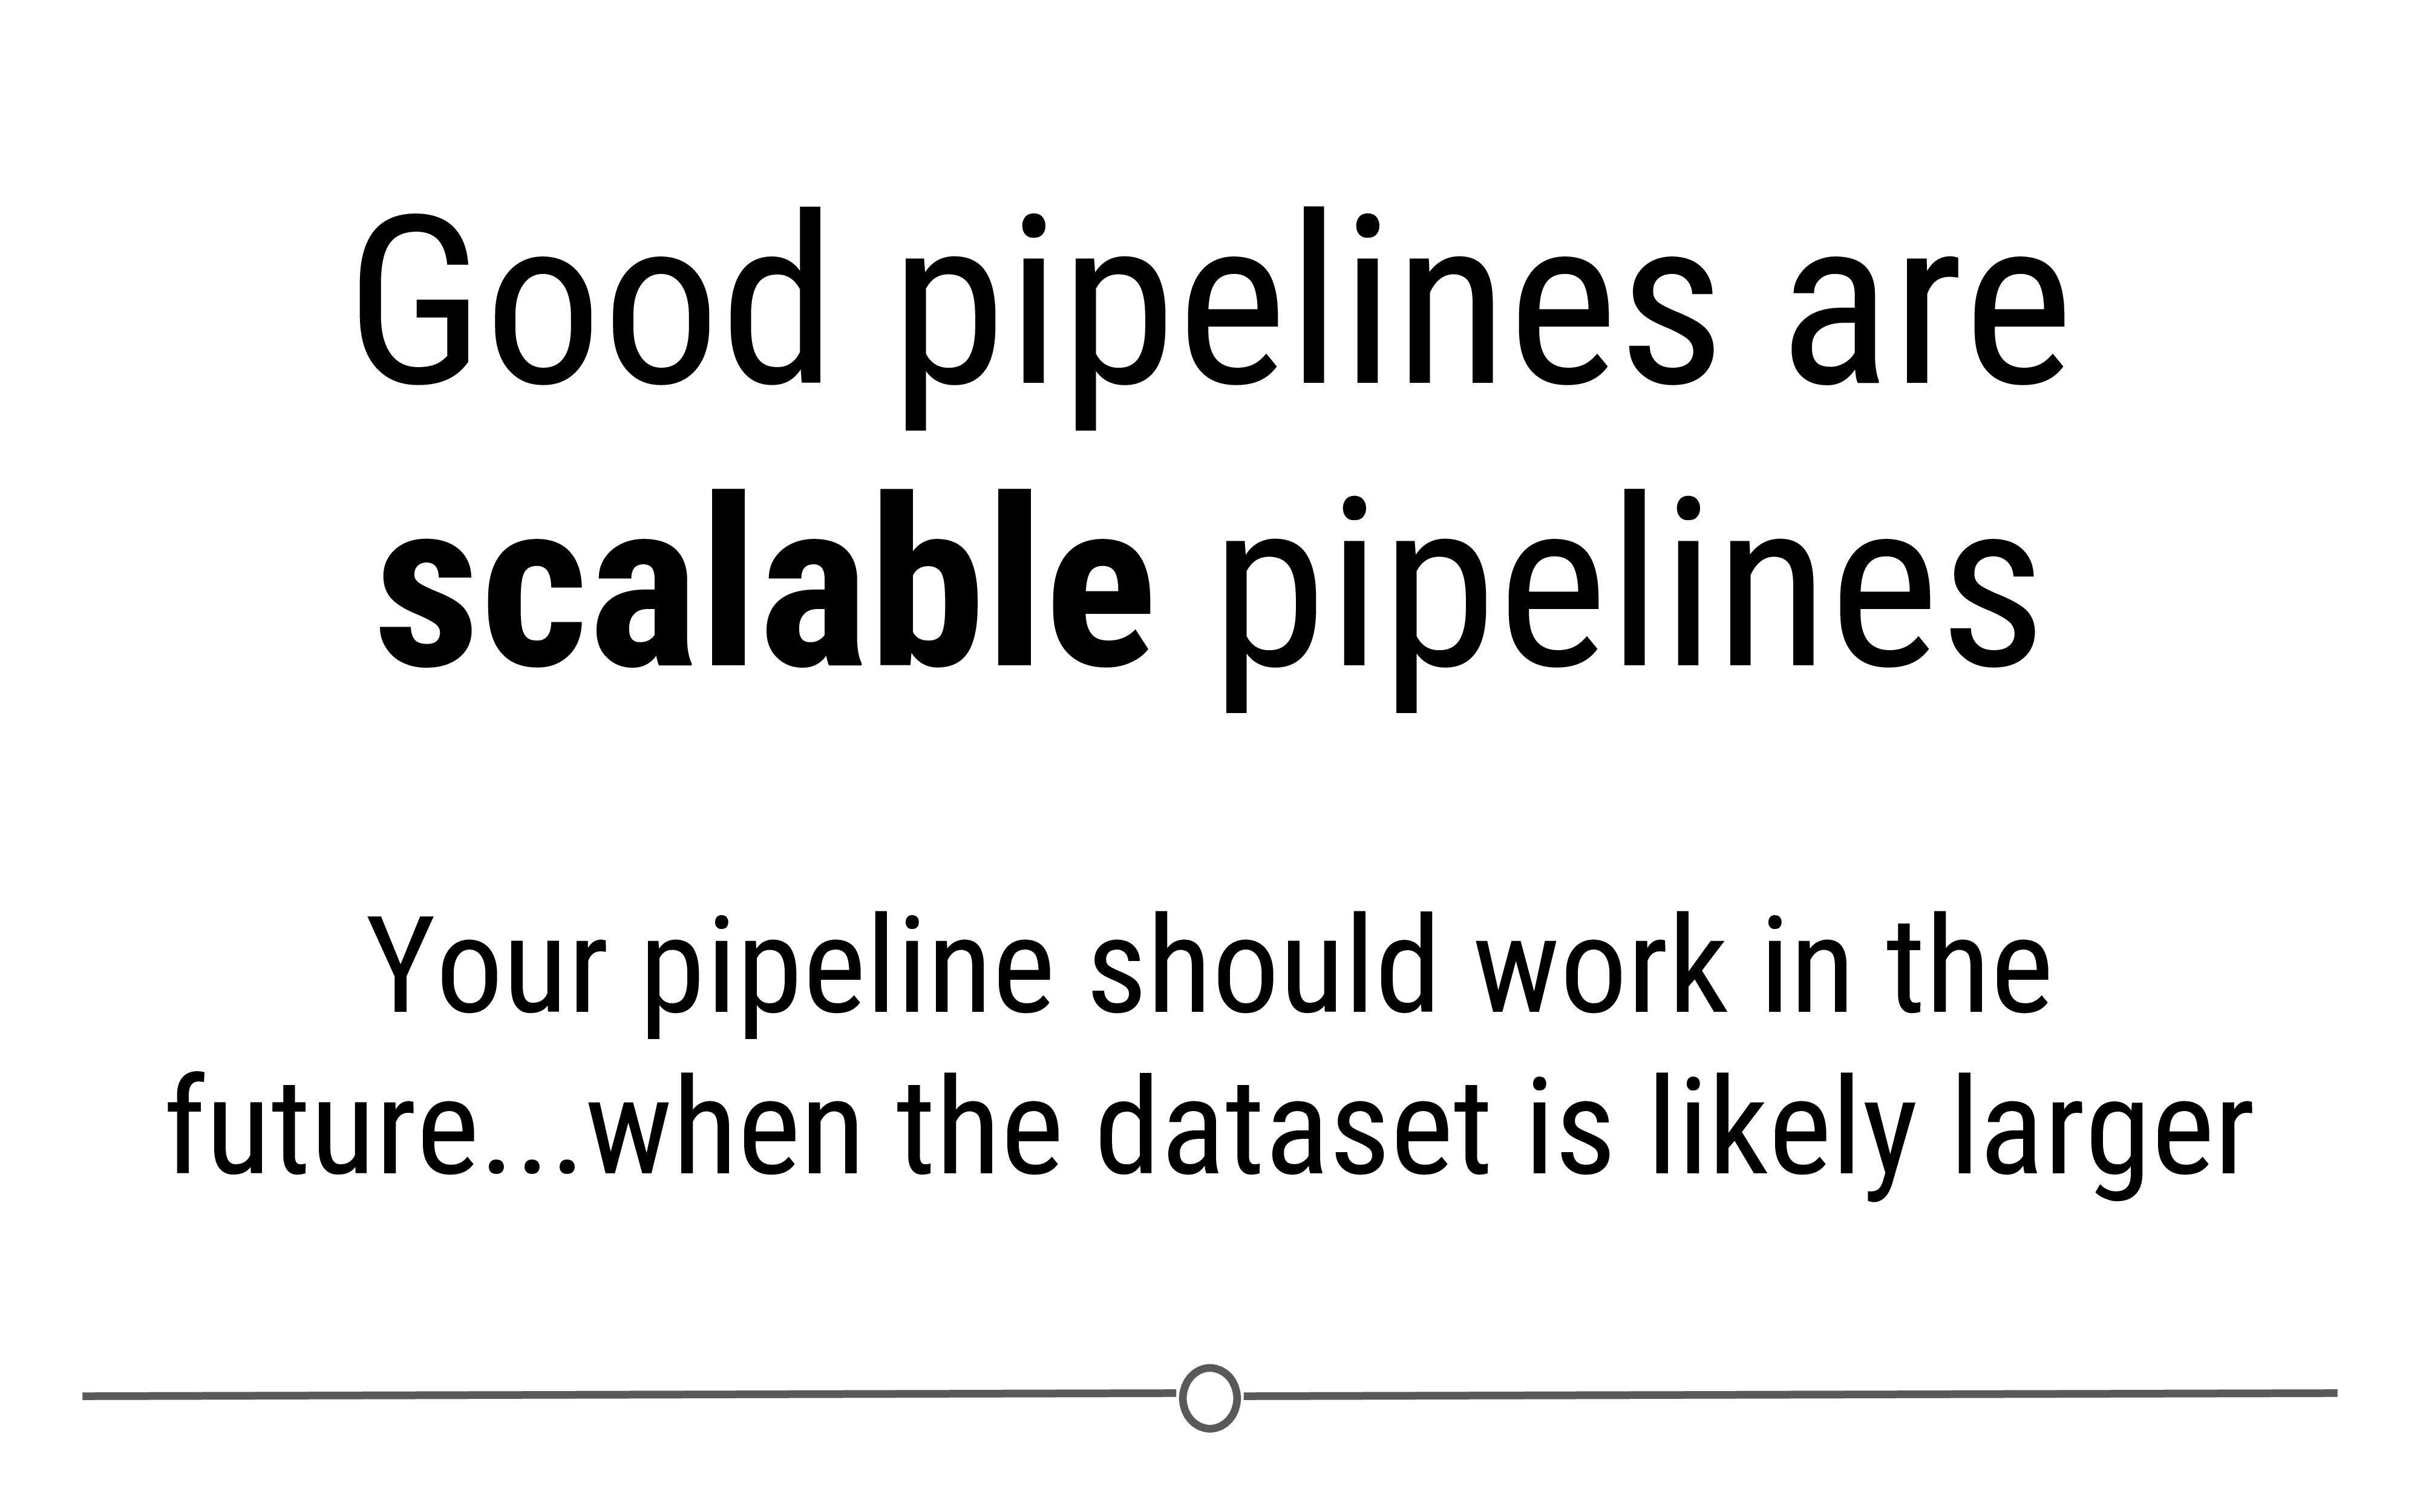 Good pipelines are
scalable pipelines
Your pipeline should work in the
future...when the dataset is likely larger